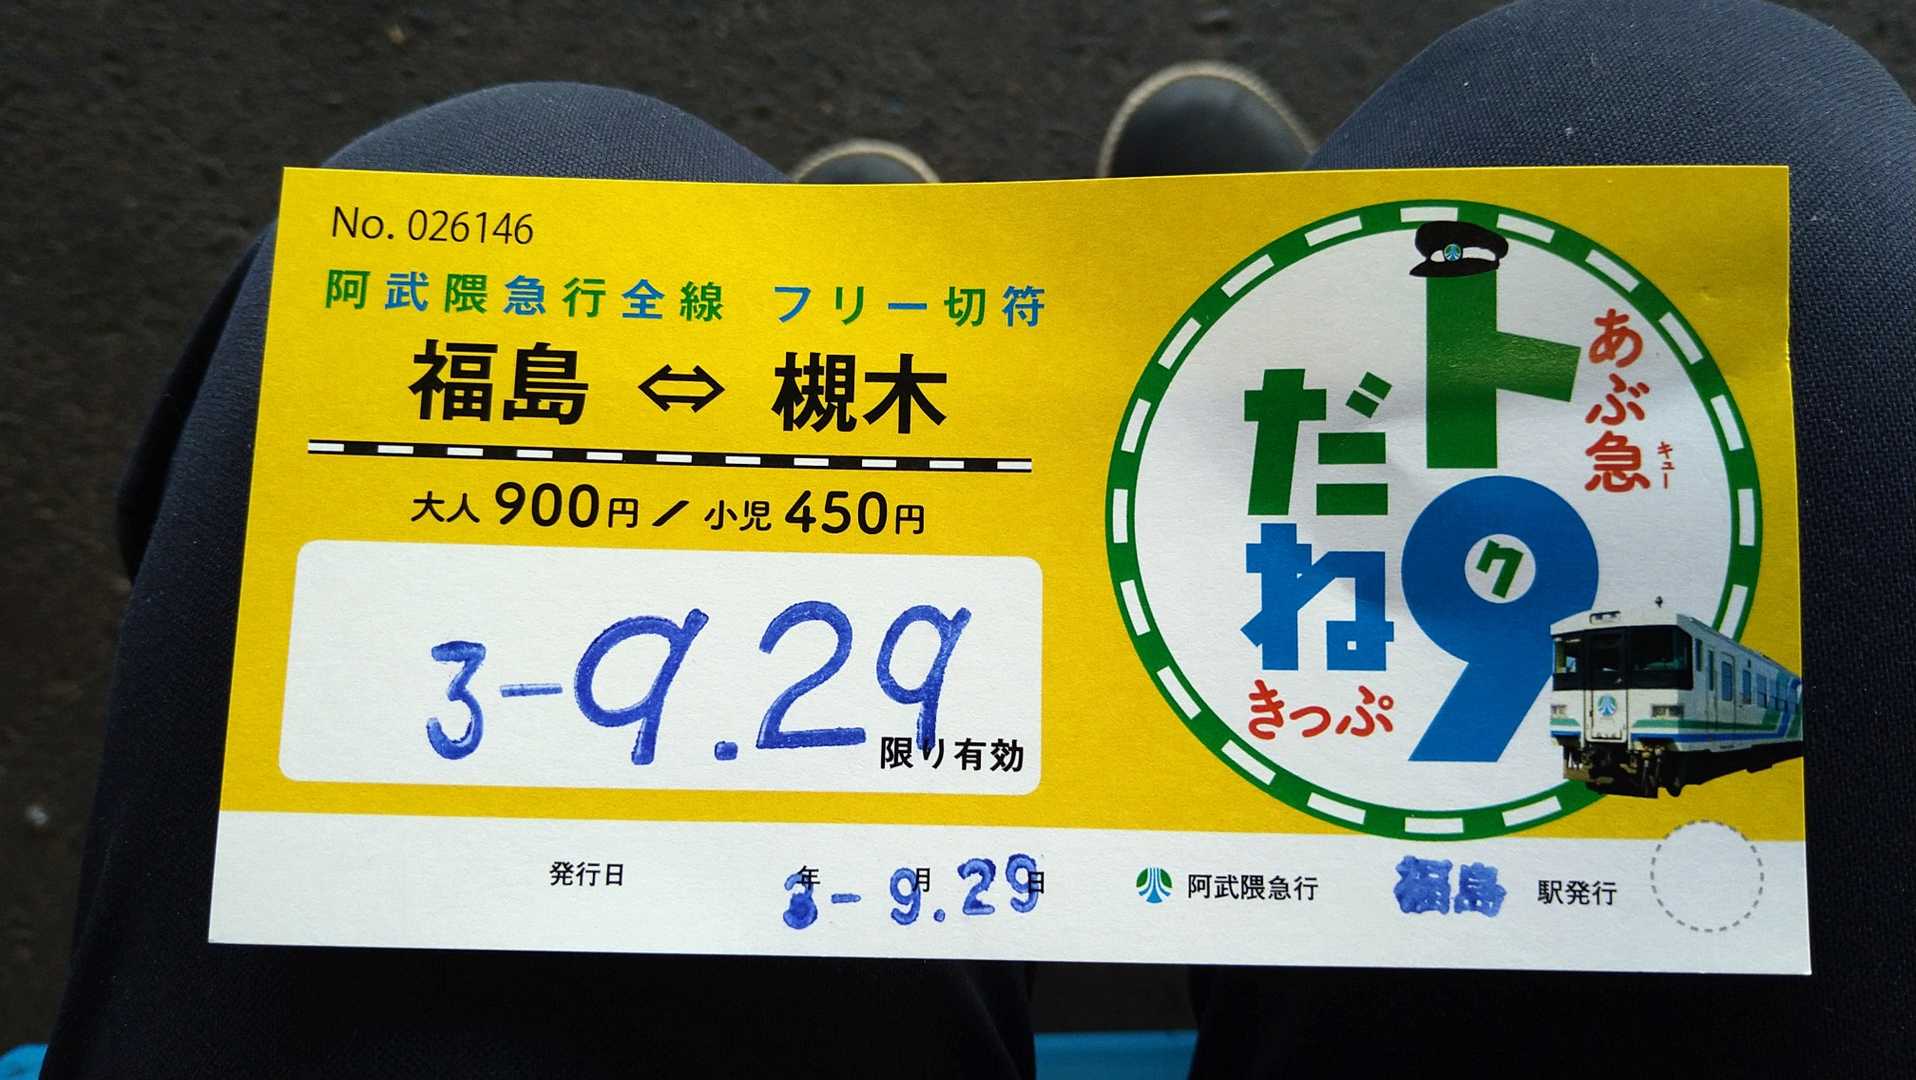 No. 026146
阿武隈急行全線 フリー切符
福島 ⇔ 槻木
大人 900円 / 小児 450円
3-9.29
限り有効
あぶ急
キュー
ト9
ク
だね
きっぷ
発行日 年 月 日
3-9.29
阿武隈急行 福島 駅発行